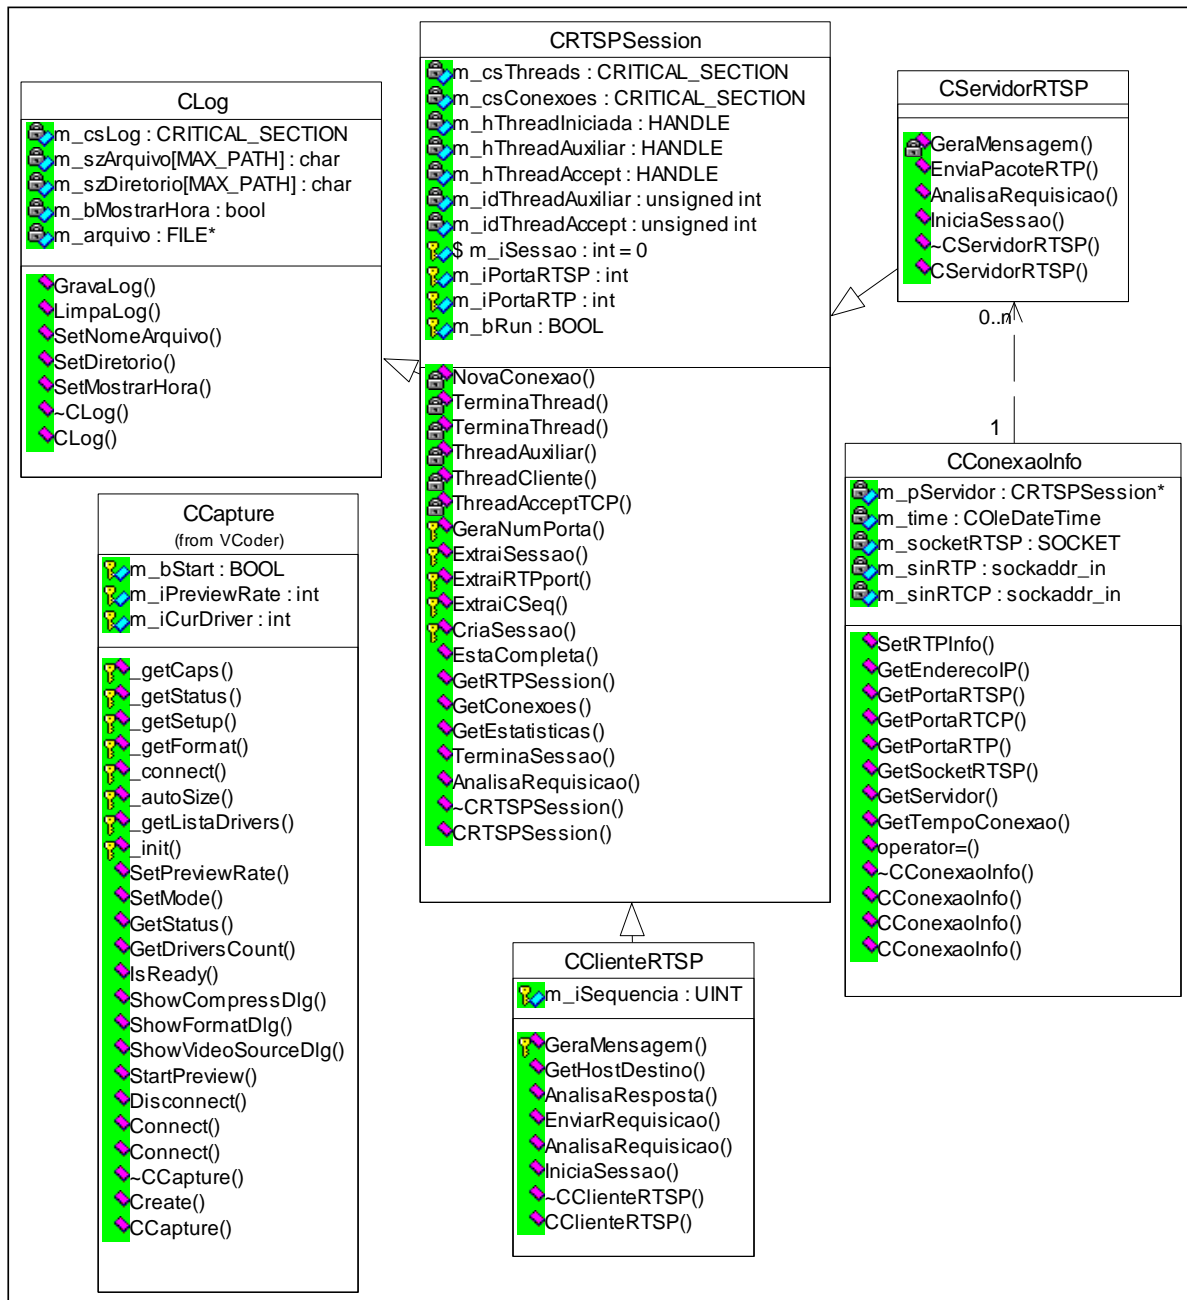 CLog
m_csLog : CRITICAL_SECTION
m_szArquivo[MAX_PATH] : char
m_szDiretorio[MAX_PATH] : char
m_bMostrarHora : bool
m_arquivo : FILE*
GravaLog()
LimpaLog()
SetNomeArquivo()
SetDiretorio()
SetMostrarHora()
~CLog()
CLog()
CCapture
(from VCoder)
m_bStart : BOOL
m_iPreviewRate : int
m_iCurDriver : int
_getCaps()
_getStatus()
_getSetup()
_getFormat()
_connect()
_autoSize()
_getListaDrivers()
_init()
SetPreviewRate()
SetMode()
GetStatus()
GetDriversCount()
IsReady()
ShowCompressDlg()
ShowFormatDlg()
ShowVideoSourceDlg()
StartPreview()
Disconnect()
Connect()
Connect()
~CCapture()
Create()
CCapture()
CRTSPSession
m_csThreads : CRITICAL_SECTION
m_csConexoes : CRITICAL_SECTION
m_hThreadIniciada : HANDLE
m_hThreadAuxiliar : HANDLE
m_hThreadAccept : HANDLE
m_idThreadAuxiliar : unsigned int
m_idThreadAccept : unsigned int
$ m_iSessao : int = 0
m_iPortaRTSP : int
m_iPortaRTP : int
m_bRun : BOOL
NovaConexao()
TerminaThread()
TerminaThread()
ThreadAuxiliar()
ThreadCliente()
ThreadAcceptTCP()
GeraNumPorta()
ExtraiSessao()
ExtraiRTPport()
ExtraiCSeq()
CriaSessao()
EstaCompleta()
GetRTPSession()
GetConexoes()
GetEstatisticas()
TerminaSessao()
AnalisaRequisicao()
~CRTSPSession()
CRTSPSession()
CClienteRTSP
m_iSequencia : UINT
GeraMensagem()
GetHostDestino()
AnalisaResposta()
EnviarRequisicao()
AnalisaRequisicao()
IniciaSessao()
~CClienteRTSP()
CClienteRTSP()
CServidorRTSP
GeraMensagem()
EnviaPacoteRTP()
AnalisaRequisicao()
IniciaSessao()
~CServidorRTSP()
CServidorRTSP()
0..n
1
CConexaoInfo
m_pServidor : CRTSPSession*
m_time : COleDateTime
m_socketRTSP : SOCKET
m_sinRTP : sockaddr_in
m_sinRTCP : sockaddr_in
SetRTPInfo()
GetEnderecoIP()
GetPortaRTSP()
GetPortaRTCP()
GetPortaRTP()
GetSocketRTSP()
GetServidor()
GetTempoConexao()
operator=()
~CConexaoInfo()
CConexaoInfo()
CConexaoInfo()
CConexaoInfo()